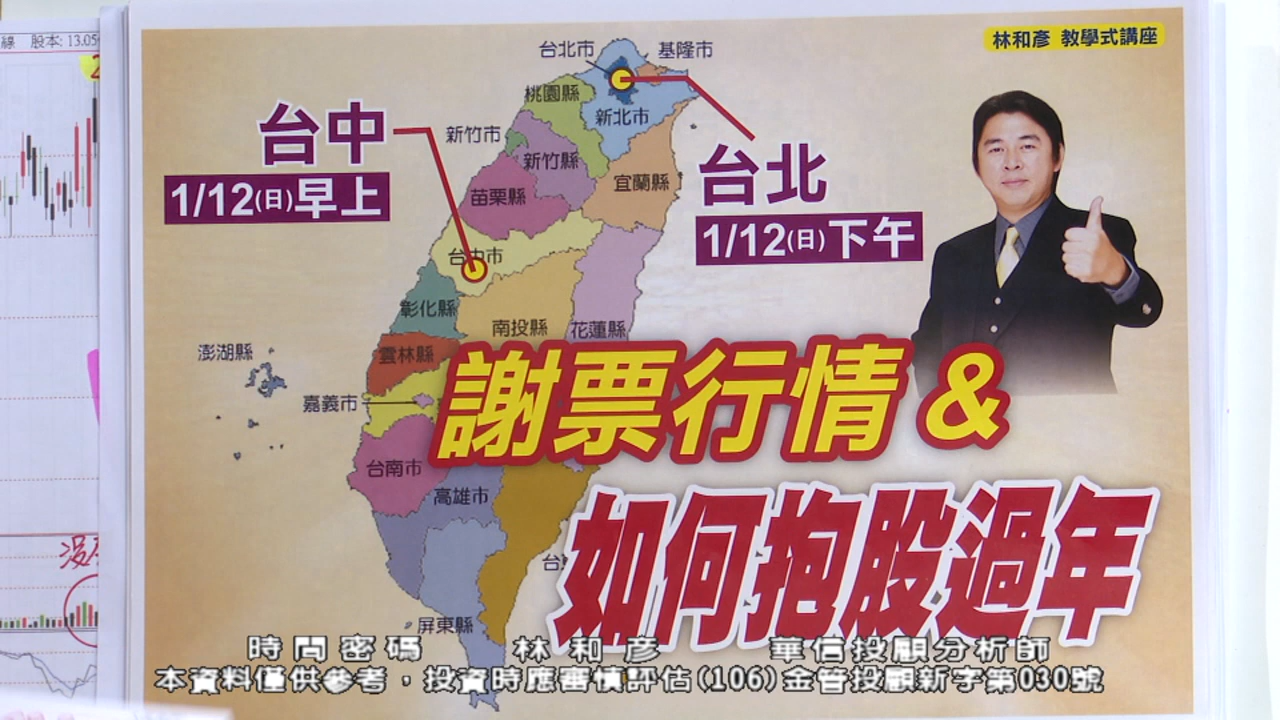 線 股本: 13.05
林和彥 教學式講座
台北市
基隆市
桃園縣
新北市
台中
1/12(日)早上
新竹市
新竹縣
宜蘭縣
台北
1/12(日)下午
苗栗縣
台中市
彰化縣
南投縣
花蓮縣
澎湖縣
雲林縣
嘉義市
謝票行情 &
台南市
高雄市
如何抱股過年
台
屏東縣
時間密碼 林和彥 華信投顧分析師
本資料僅供參考，投資時應審慎評估(106)金管投顧新字第030號